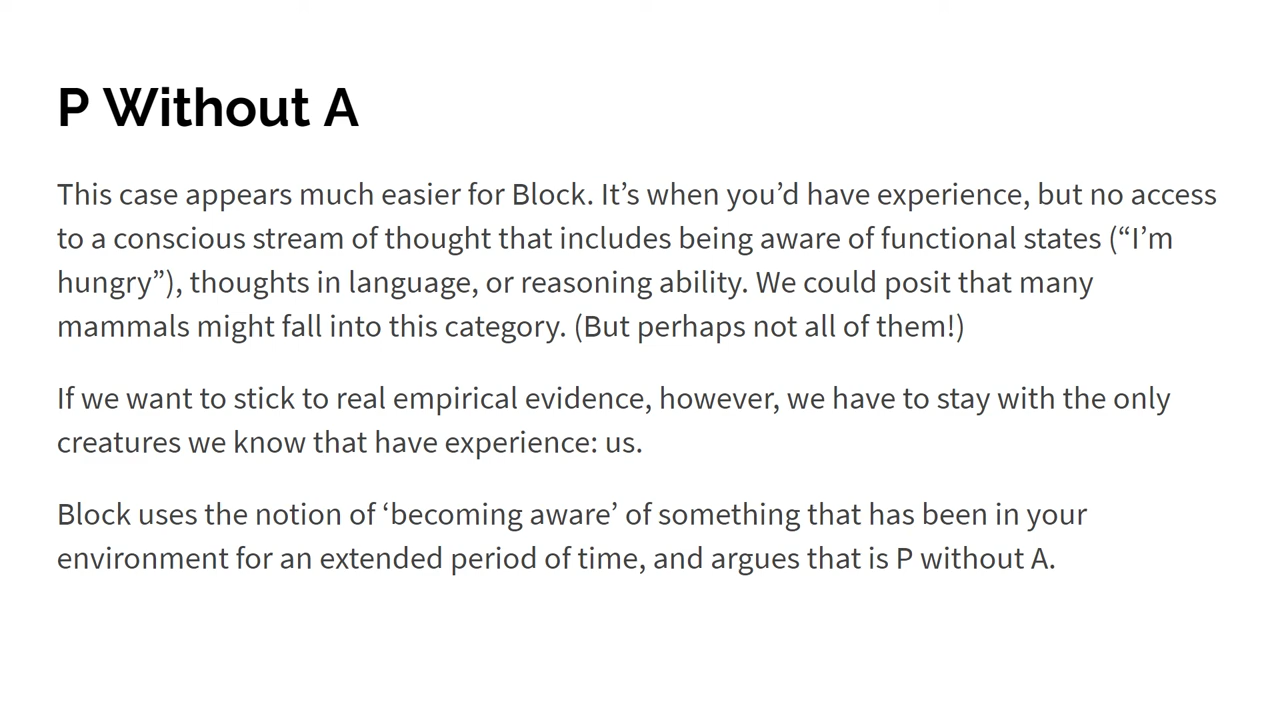 P Without A
This case appears much easier for Block. It’s when you’d have experience, but no access
to a conscious stream of thought that includes being aware of functional states (“I’m
hungry”), thoughts in language, or reasoning ability. We could posit that many
mammals might fall into this category. (But perhaps not all of them!)
If we want to stick to real empirical evidence, however, we have to stay with the only
creatures we know that have experience: us.
Block uses the notion of ‘becoming aware’ of something that has been in your
environment for an extended period of time, and argues that is P without A.